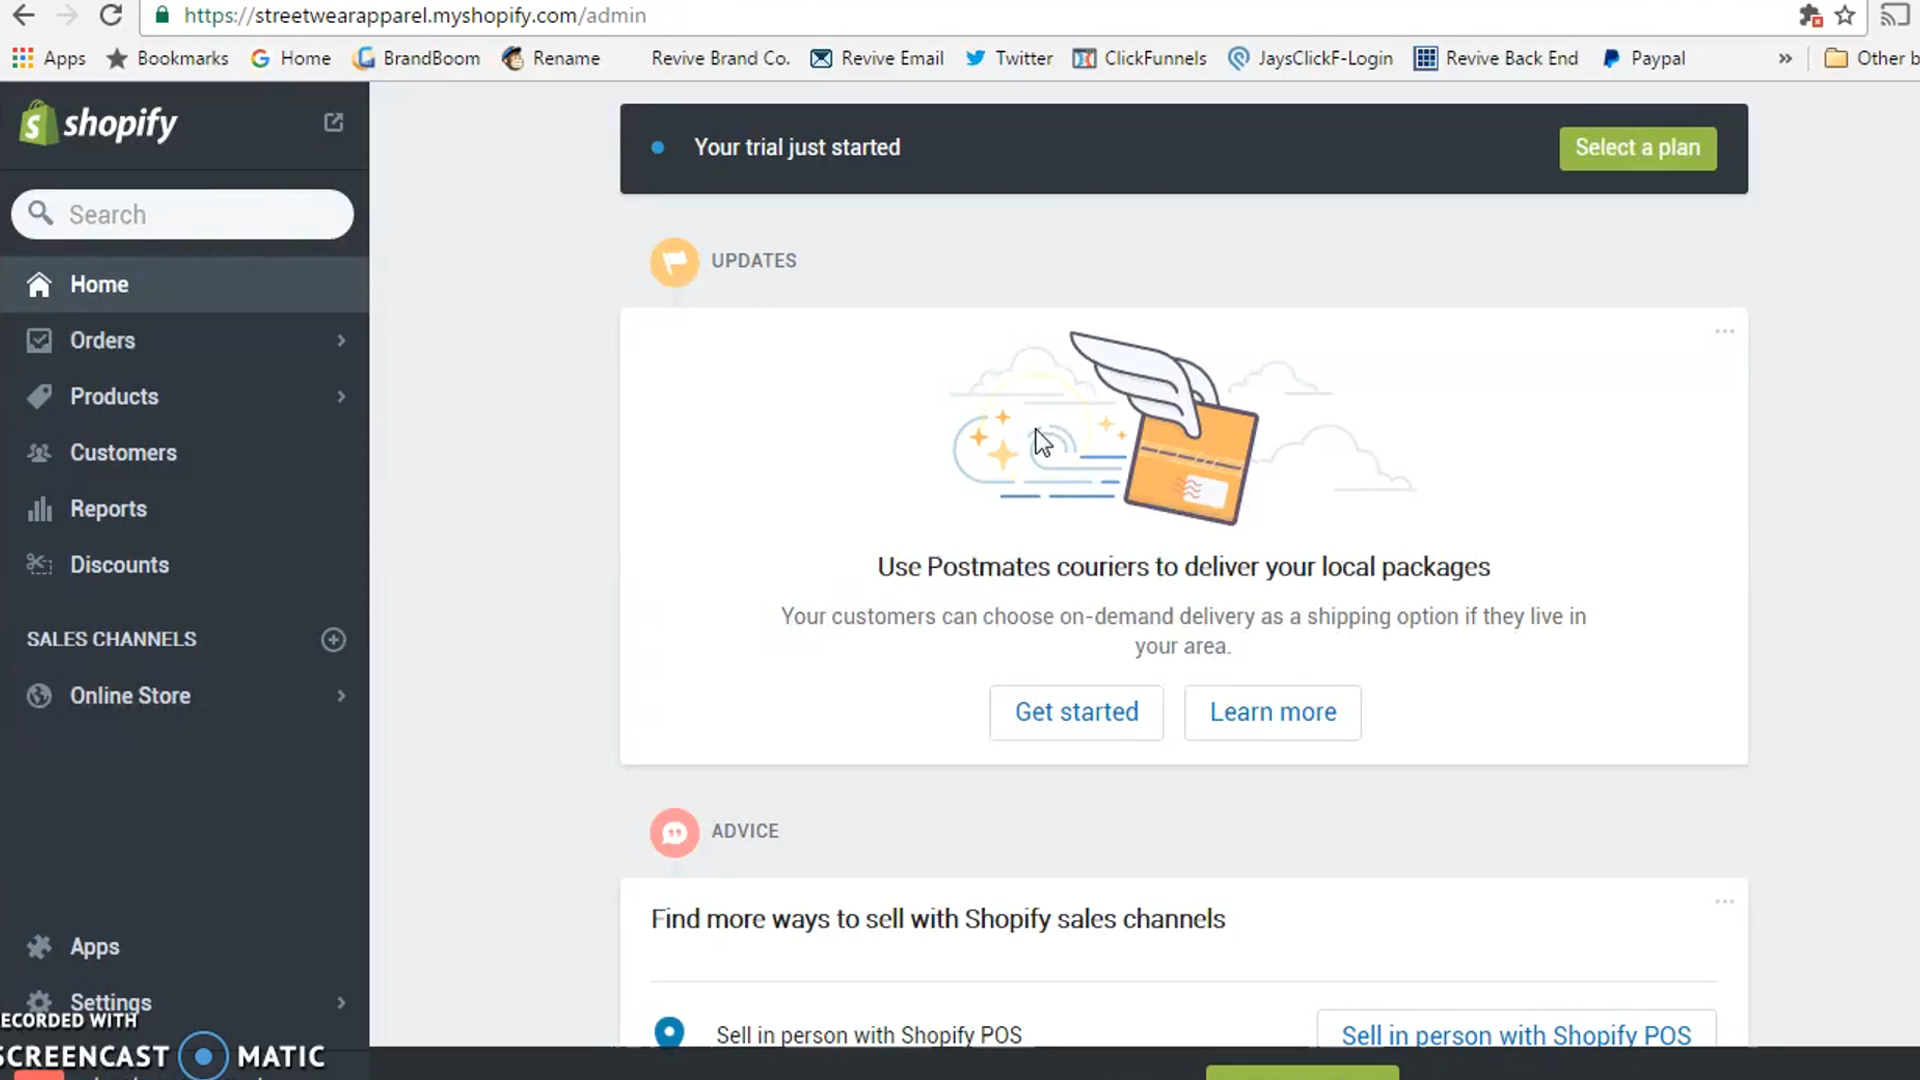 https://streetwearapparel.myshopify.com/admin
Apps Bookmarks Home BrandBoom Rename Revive Brand Co. Revive Email Twitter ClickFunnels JaysClickF-Login Revive Back End Paypal » Other b
shopify
Search
Home
Orders
Products
Customers
Reports
Discounts
SALES CHANNELS
Online Store
Apps
Settings
ECORDED WITH
SCREENCAST MATIC
Your trial just started
Select a plan
UPDATES
Use Postmates couriers to deliver your local packages
Your customers can choose on-demand delivery as a shipping option if they live in
your area.
Get started Learn more
ADVICE
Find more ways to sell with Shopify sales channels
Sell in person with Shopify POS
Sell in person with Shopify POS